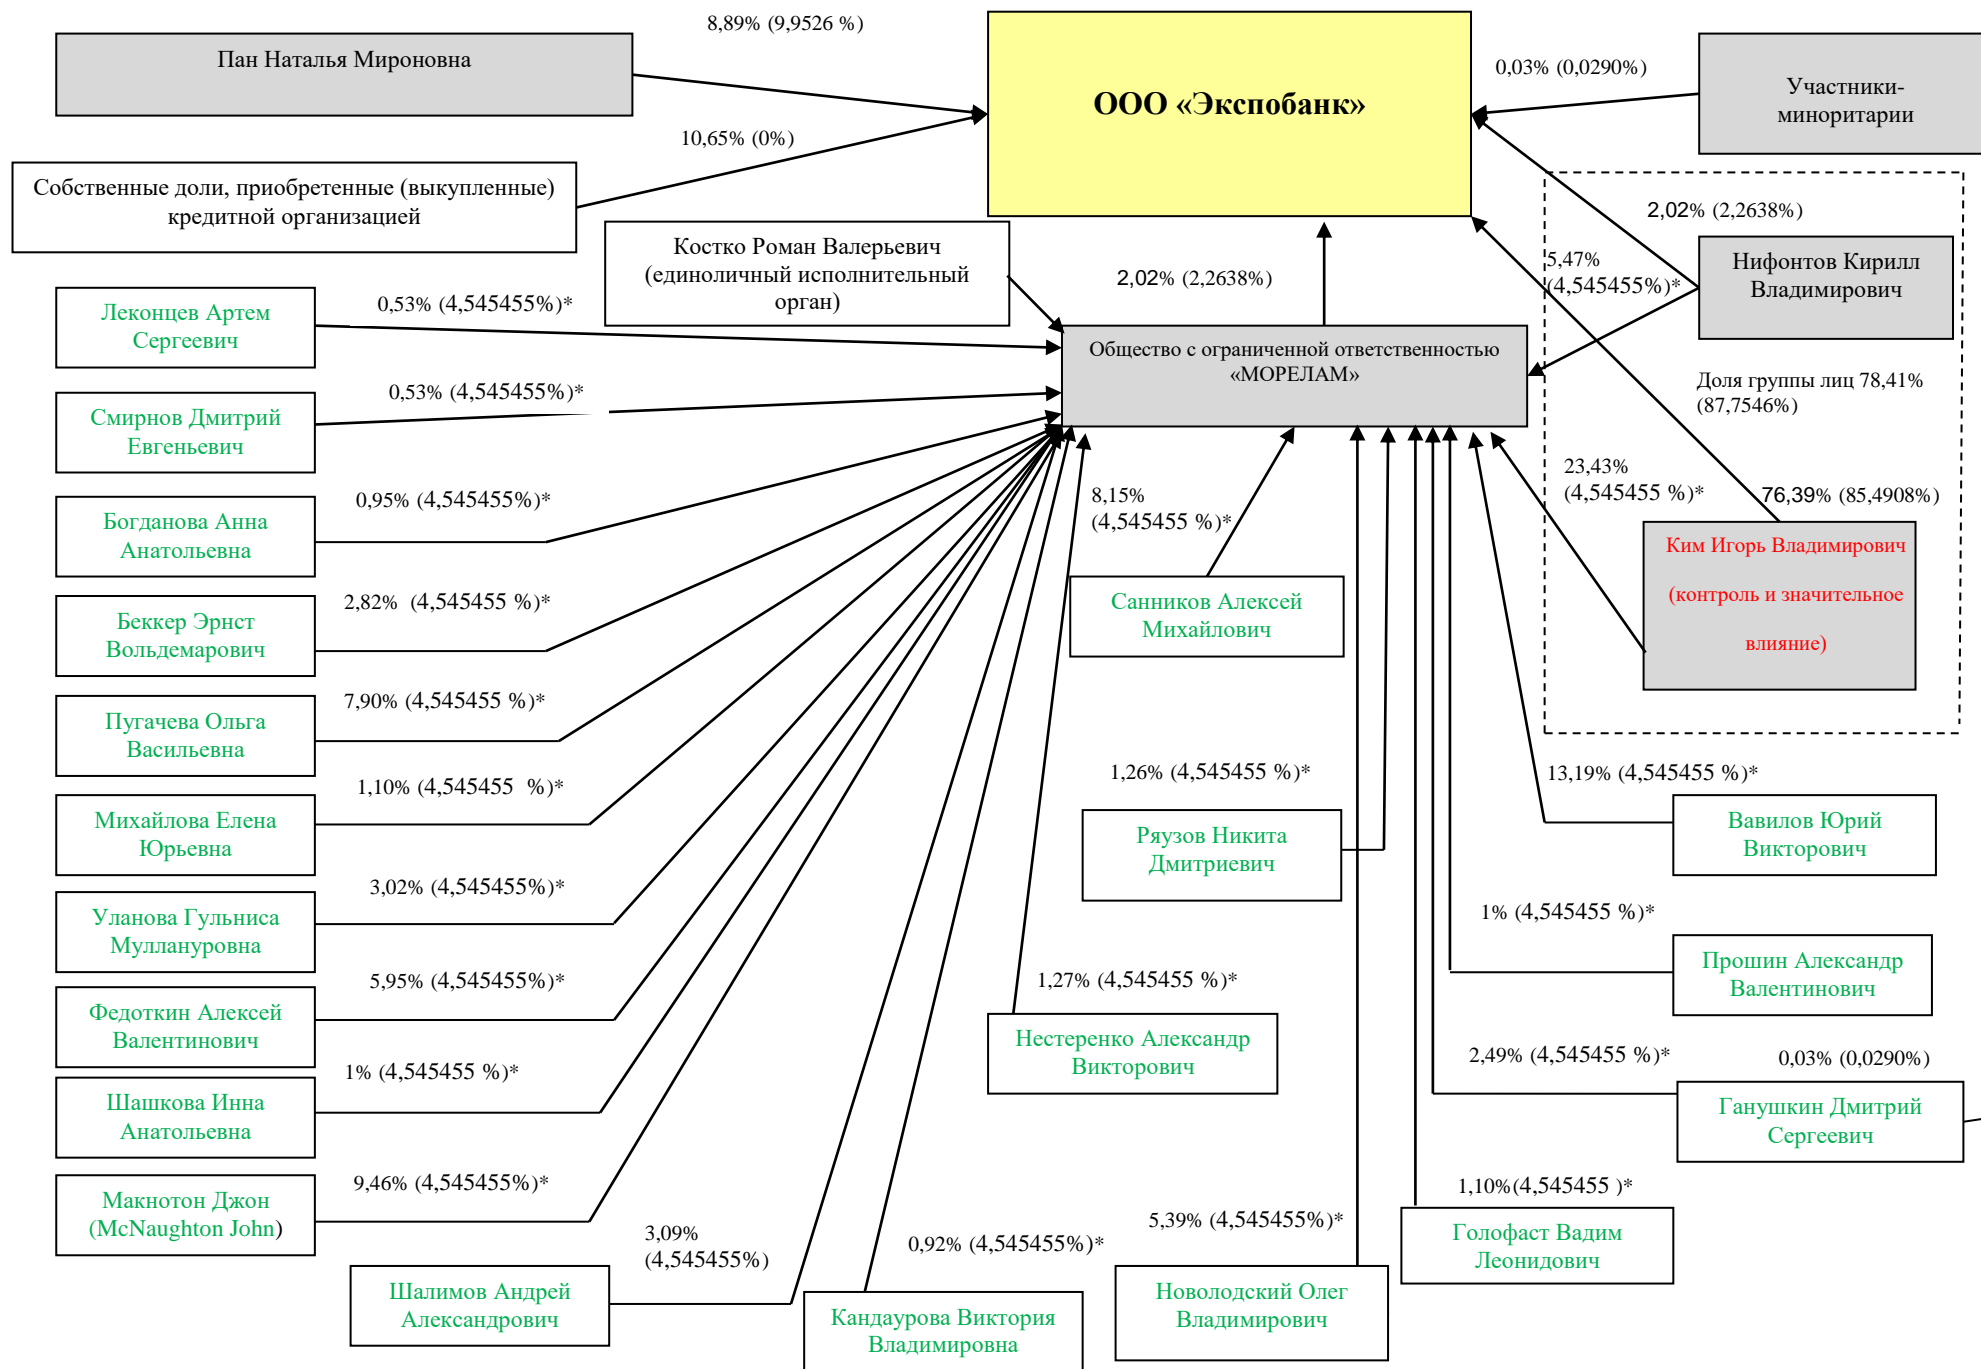 8,89% (9,9526 %)
Пан Наталья Мироновна
ООО «Экспобанк»
0,03% (0,0290%)
Участники-
миноритарии
10,65% (0%)
Собственные доли, приобретенные (выкупленные)
кредитной организацией
Костко Роман Валерьевич
(единоличный исполнительный
орган)
2,02% (2,2638%)
2,02% (2,2638%)
5,47%
(4,545455%)*
Нифонтов Кирилл
Владимирович
Леконцев Артем
Сергеевич
0,53% (4,545455%)*
Общество с ограниченной ответственностью
«МОРЕЛАМ»
Доля группы лиц 78,41%
(87,7546%)
Смирнов Дмитрий
Евгеньевич
0,53% (4,545455%)*
Богданова Анна
Анатольевна
0,95% (4,545455%)*
8,15%
(4,545455 %)*
23,43%
(4,545455 %)*
76,39% (85,4908%)
Ким Игорь Владимирович
(контроль и значительное
влияние)
Беккер Эрнст
Вольдемарович
2,82% (4,545455 %)*
Санников Алексей
Михайлович
Пугачева Ольга
Васильевна
7,90% (4,545455 %)*
Михайлова Елена
Юрьевна
1,10% (4,545455 %)*
1,26% (4,545455 %)*
Ряузов Никита
Дмитриевич
13,19% (4,545455 %)*
Вавилов Юрий
Викторович
Уланова Гульниса
Муллануровна
3,02% (4,545455%)*
1% (4,545455 %)*
Прошин Александр
Валентинович
Федоткин Алексей
Валентинович
5,95% (4,545455%)*
1,27% (4,545455 %)*
Нестеренко Александр
Викторович
2,49% (4,545455 %)*
0,03% (0,0290%)
Ганушкин Дмитрий
Сергеевич
Шашкова Инна
Анатольевна
1% (4,545455 %)*
Макнотон Джон
(McNaughton John)
9,46% (4,545455%)*
1,10%(4,545455 )*
Голофаст Вадим
Леонидович
3,09%
(4,545455%)
Шалимов Андрей
Александрович
0,92% (4,545455%)*
Кандаурова Виктория
Владимировна
5,39% (4,545455%)*
Новолодский Олег
Владимирович